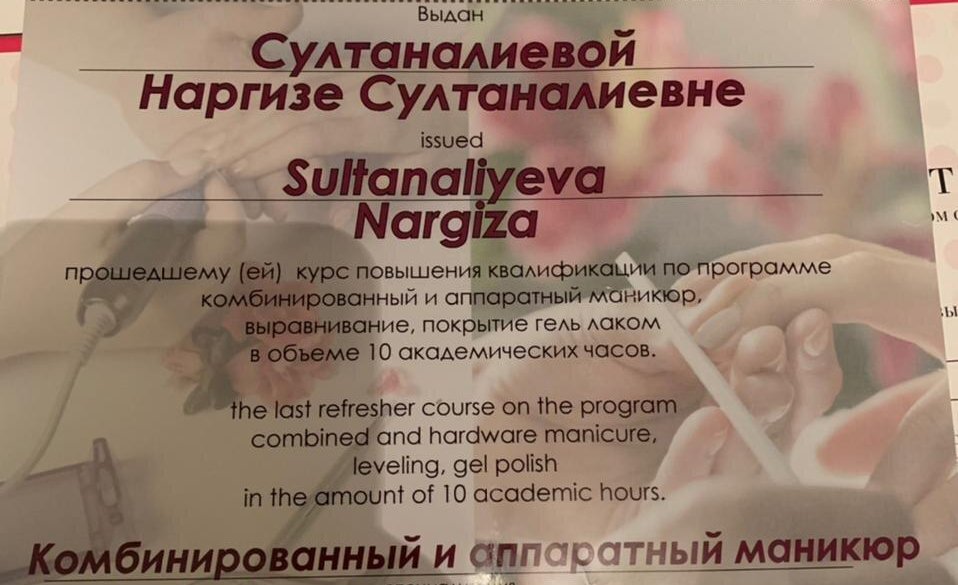 Выдан
Султаналиевой
Наргизе Султаналиевне
issued
Sultanaliyeva
Nargiza
прошедшему (ей) курс повышения квалификации по программе
комбинированный и аппаратный маникюр,
выравнивание, покрытие гель лаком
в объеме 10 академических часов.
the last refresher course on the program
combined and hardware manicure,
leveling, gel polish
in the amount of 10 academic hours.
Комбинированный и аппаратный маникюр